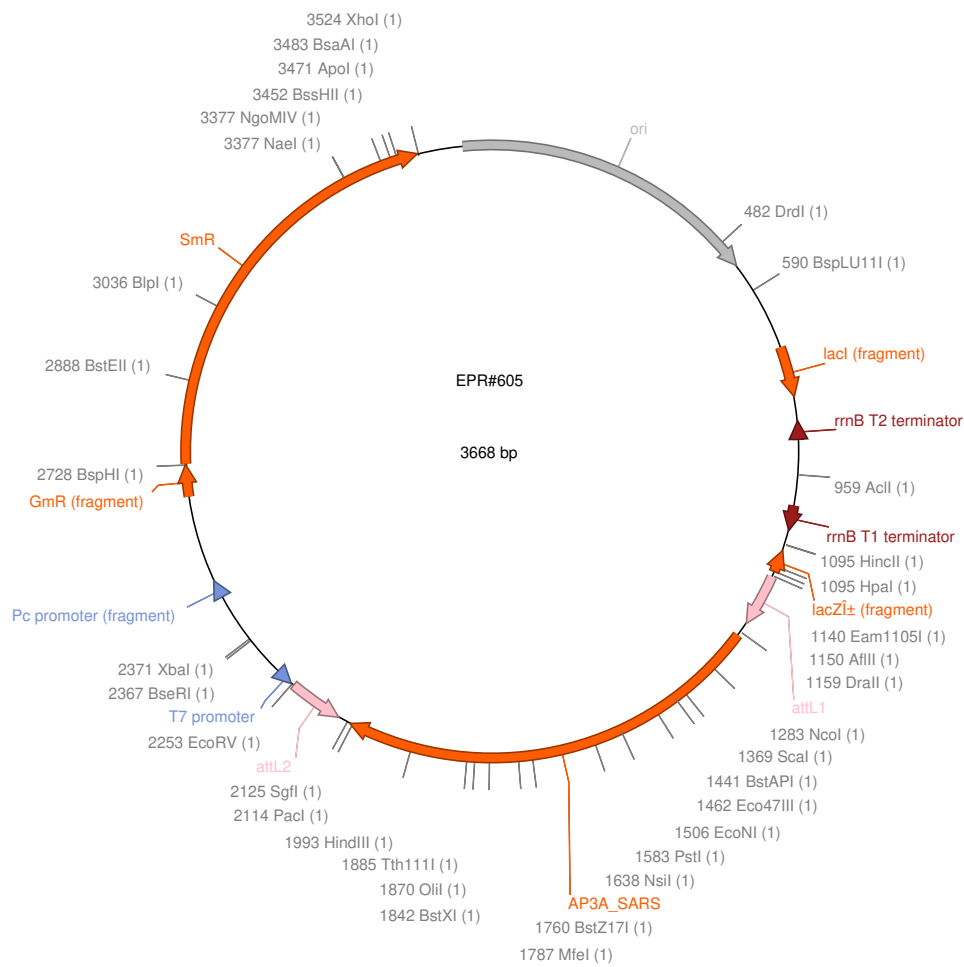 3524 XhoI (1)
3483 BsaAI (1)
3471 ApoI (1)
3452 BssHII (1)
3377 NgoMIV (1)
3377 NaeI (1)
ori
482 DrdI (1)
590 BspLU11I (1)
SmR
3036 BlpI (1)
2888 BstEII (1)
2728 BspHI (1)
GmR (fragment)
EPR#605
3668 bp
lacI (fragment)
rrnB T2 terminator
959 AclI (1)
rrnB T1 terminator
1095 HincII (1)
1095 HpaI (1)
lacZÎ± (fragment)
1140 Eam1105I (1)
1150 AflII (1)
1159 DraII (1)
attL1
Pc promoter (fragment)
2371 XbaI (1)
2367 BseRI (1)
T7 promoter
2253 EcoRV (1)
attL2
2125 SgfI (1)
2114 PacI (1)
1993 HindIII (1)
1885 Tth111I (1)
1870 OliI (1)
1842 BstXI (1)
1283 NcoI (1)
1369 ScaI (1)
1441 BstAPI (1)
1462 Eco47III (1)
1506 EcoNI (1)
1583 PstI (1)
1638 NsiI (1)
AP3A_SARS
1760 BstZ17I (1)
1787 MfeI (1)